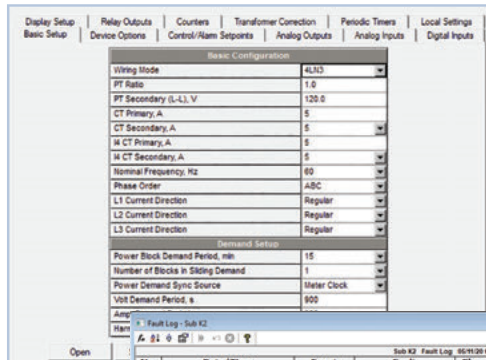 Display Setup Relay Outputs Counters Transformer Correction Periodic Timers Local Settings
Basic Setup Device Options Control/Alarm Setpoints Analog Outputs Analog Inputs Digital Inputs
Basic Configuration
Wiring Mode 4LN3
PT Ratio 1.0
PT Secondary (L-L), V 120.0
CT Primary, A 5
CT Secondary, A 5
I4 CT Primary, A 5
I4 CT Secondary, A 5
Nominal Frequency, Hz 60
Phase Order ABC
L1 Current Direction Regular
L2 Current Direction Regular
L3 Current Direction Regular
Demand Setup
Power Block Demand Period, min 15
Number of Blocks in Sliding Demand 1
Power Demand Sync Source Meter Clock
Volt Demand Period, s 900
Fault Log - Sub K2
Open
Sub K2 Fault Log